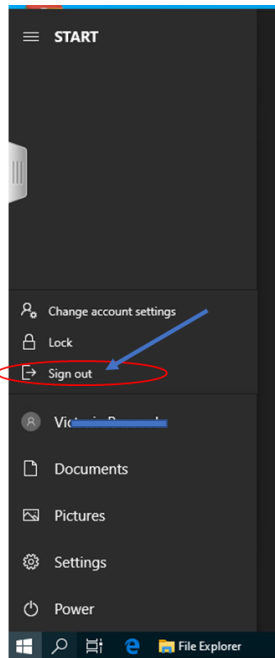 START
Change account settings
Lock
Sign out
Documents
Pictures
Settings
Power
File Explorer